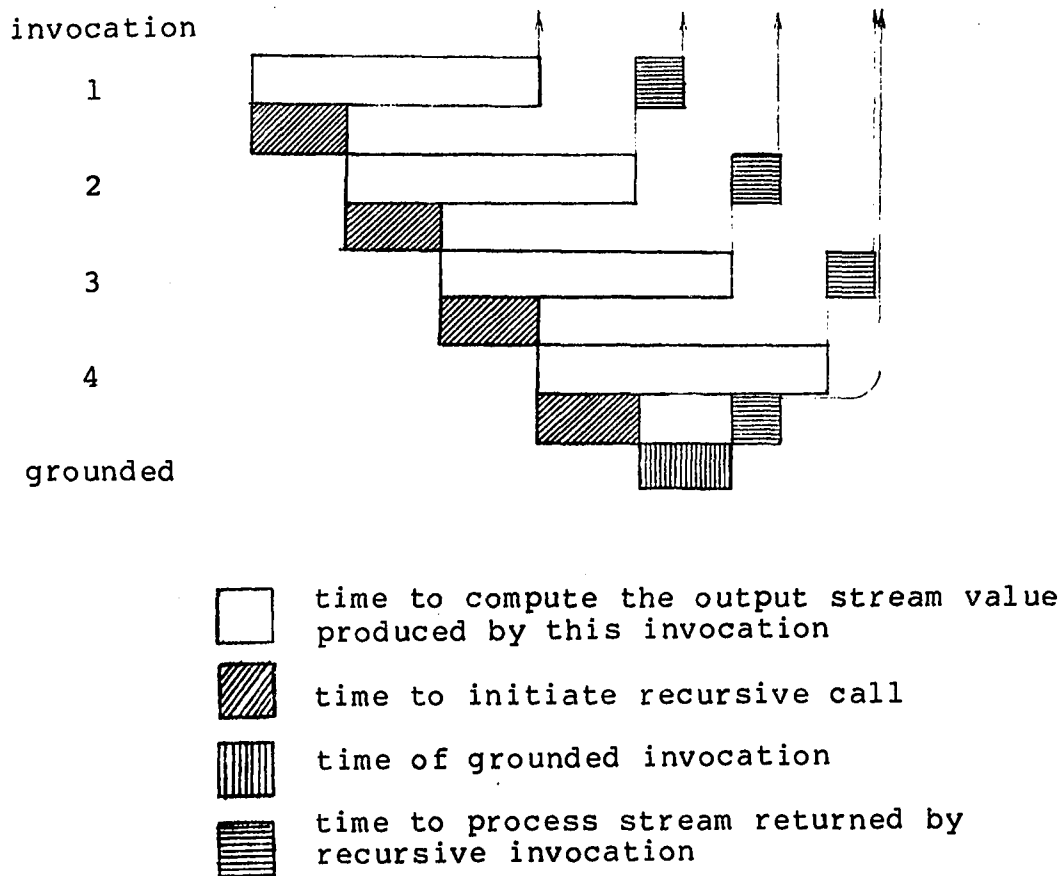 invocation
1
2
3
4
grounded
time to compute the output stream value
produced by this invocation
time to initiate recursive call
time of grounded invocation
time to process stream returned by
recursive invocation